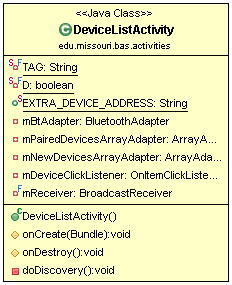 <<Java Class>>
DeviceListActivity
edu.missouri.bas.activities
TAG: String
D: boolean
EXTRA_DEVICE_ADDRESS: String
mBtAdapter: BluetoothAdapter
mPairedDevicesArrayAdapter: ArrayA...
mNewDevicesArrayAdapter: ArrayAda...
mDeviceClickListener: OnItemClickListe...
mReceiver: BroadcastReceiver
DeviceListActivity()
onCreate(Bundle):void
onDestroy():void
doDiscovery():void